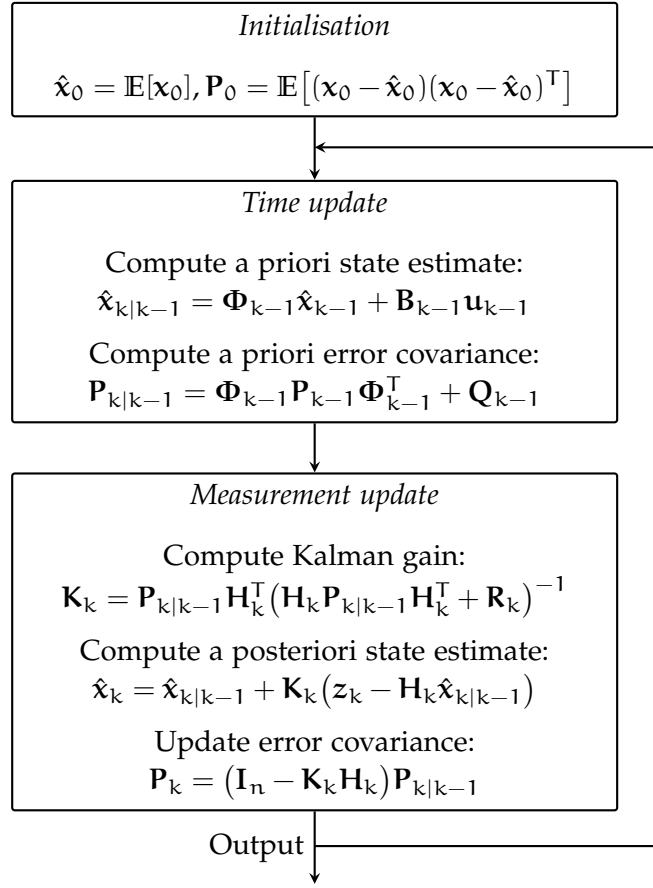 Initialisation
x̂₀ = 𝔼[x₀], P₀ = 𝔼[(x₀ − x̂₀)(x₀ − x̂₀)ᵀ]
Time update
Compute a priori state estimate:
x̂ₖ|ₖ₋₁ = Φₖ₋₁x̂ₖ₋₁ + Bₖ₋₁uₖ₋₁
Compute a priori error covariance:
Pₖ|ₖ₋₁ = Φₖ₋₁Pₖ₋₁Φᵀₖ₋₁ + Qₖ₋₁
Measurement update
Compute Kalman gain:
Kₖ = Pₖ|ₖ₋₁Hₖᵀ(HₖPₖ|ₖ₋₁Hₖᵀ + Rₖ)⁻¹
Compute a posteriori state estimate:
x̂ₖ = x̂ₖ|ₖ₋₁ + Kₖ(zₖ − Hₖx̂ₖ|ₖ₋₁)
Update error covariance:
Pₖ = (Iₙ − KₖHₖ)Pₖ|ₖ₋₁
Output